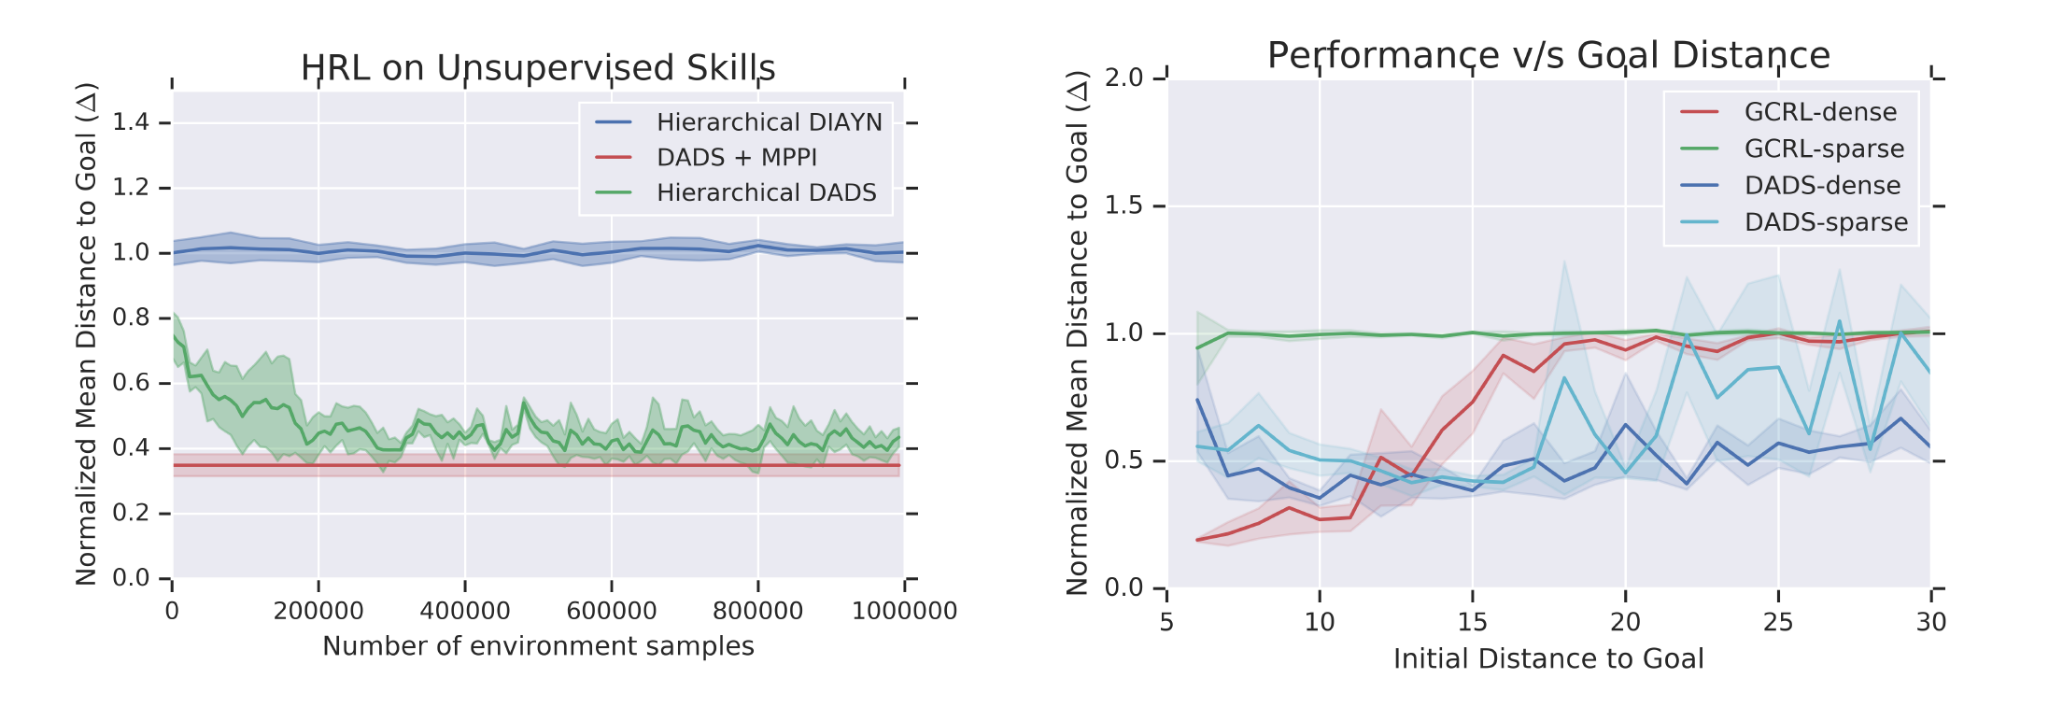 HRL on Unsupervised Skills
Normalized Mean Distance to Goal (Δ)
1.4
1.2
1.0
0.8
0.6
0.4
0.2
0.0
Hierarchical DIAYN
DADS + MPPI
Hierarchical DADS
0 200000 400000 600000 800000 1000000
Number of environment samples
Performance v/s Goal Distance
Normalized Mean Distance to Goal (Δ)
2.0
1.5
1.0
0.5
0.0
GCRL-dense
GCRL-sparse
DADS-dense
DADS-sparse
5 10 15 20 25 30
Initial Distance to Goal